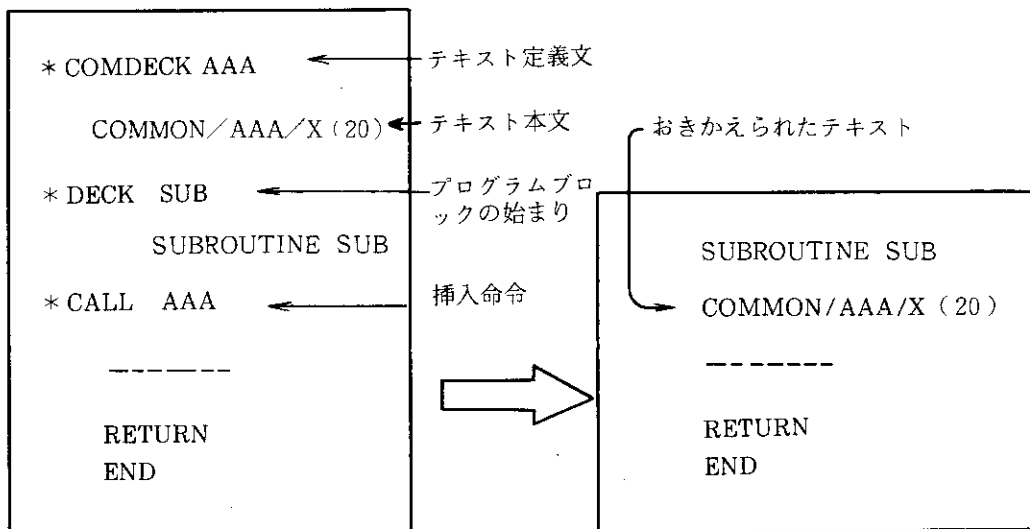 * COMDECK AAA
テキスト定義文
COMMON／AAA／X（20）
テキスト本文
* DECK SUB
プログラムブロ
ックの始まり
SUBROUTINE SUB
* CALL AAA
挿入命令
-------
RETURN
END
おきかえられたテキスト
SUBROUTINE SUB
COMMON/AAA/X（20）
--------
RETURN
END